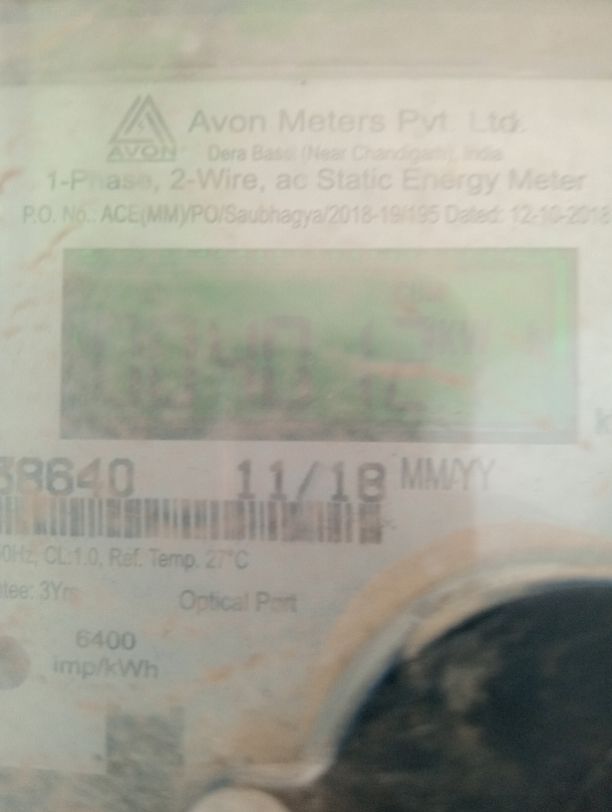 Avon Meters Pvt. Ltd.
AVON
Dera Bassi (Near Chandigarh), India
1-Phase, 2-Wire, ac Static Energy Meter
P.O. No.: ACE(MM)/PO/Saubhagya/2018-19/195 Dated: 12-10-2018
38640 11/18 MM/YY
50Hz, CL:1.0, Ref. Temp. 27°C
3Yrs
Optical Port
6400
imp/kWh